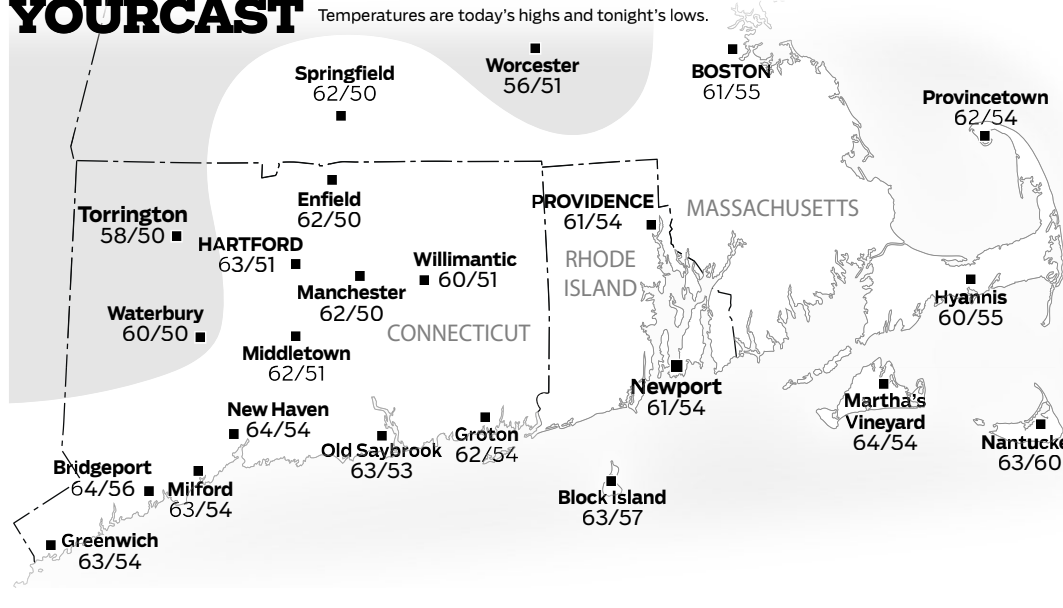 YOURCAST
Temperatures are today's highs and tonight's lows.
Springfield
62/50
Worcester
56/51
BOSTON
61/55
Provincetown
62/54
Enfield
62/50
Torrington
58/50
HARTFORD
63/51
Manchester
62/50
Willimantic
60/51
PROVIDENCE
61/54
MASSACHUSETTS
RHODE
ISLAND
Hyannis
60/55
Waterbury
60/50
Middletown
62/51
CONNECTICUT
Newport
61/54
Martha's
Vineyard
64/54
Nantucke
63/60
New Haven
64/54
Old Saybrook
63/53
Groton
62/54
Bridgeport
64/56
Milford
63/54
Block Island
63/57
Greenwich
63/54